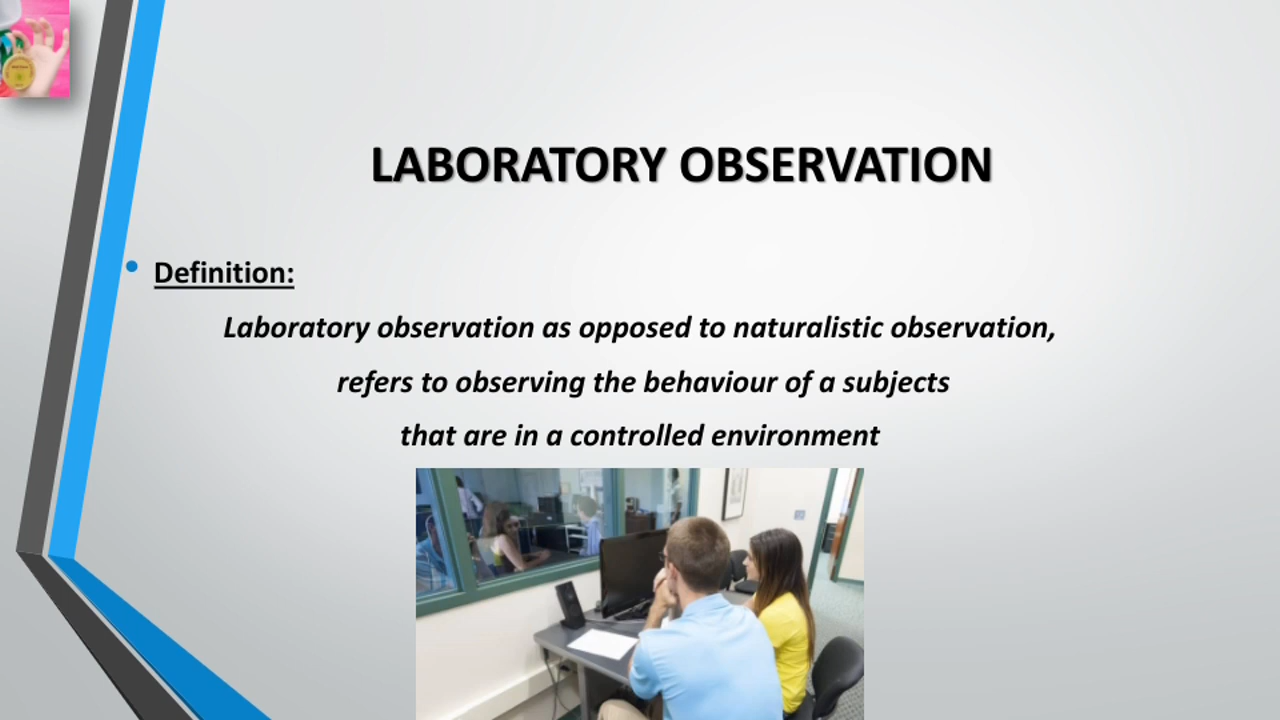 LABORATORY OBSERVATION
• Definition:
Laboratory observation as opposed to naturalistic observation,
refers to observing the behaviour of a subjects
that are in a controlled environment